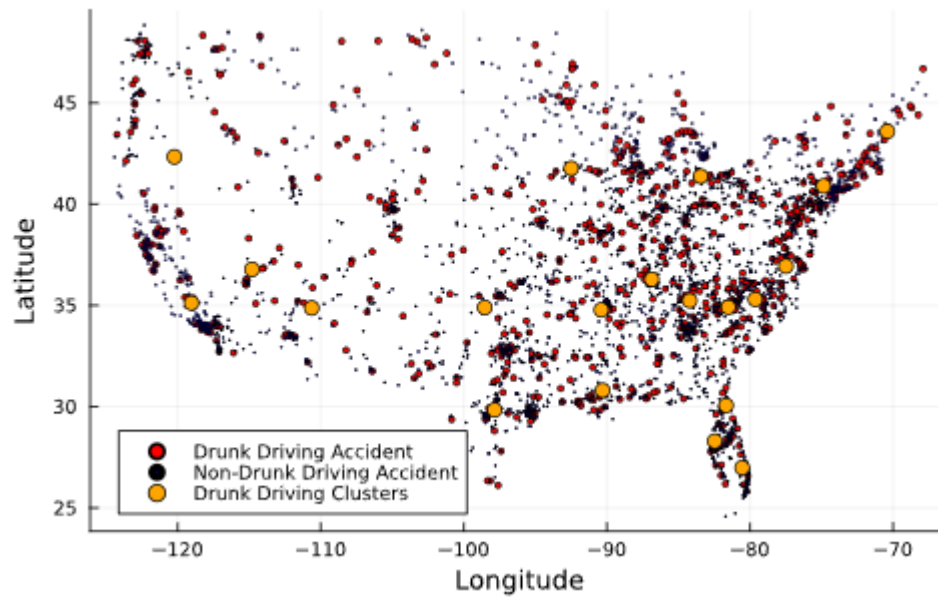 Latitude
45
40
35
30
25
Drunk Driving Accident
Non-Drunk Driving Accident
Drunk Driving Clusters
−120
−110
−100
−90
−80
−70
Longitude